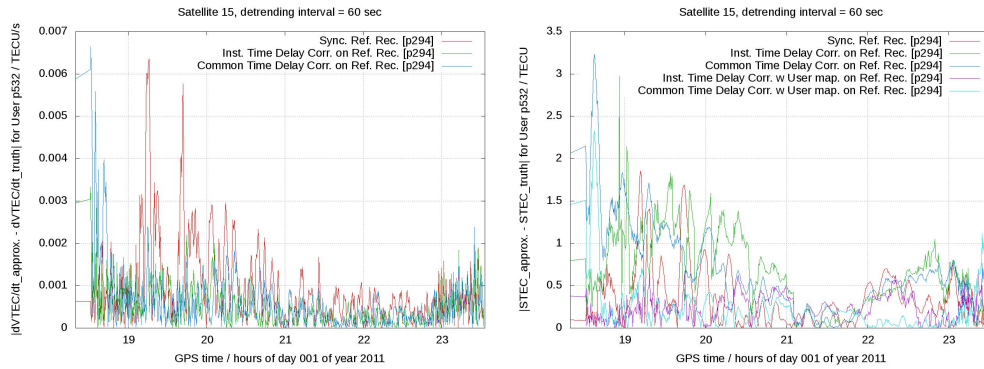 Satellite 15, detrending interval = 60 sec
|dVTEC/dt_approx. - dVTEC/dt_truth| for User p532 / TECU/s
0.007
0.006
0.005
0.004
0.003
0.002
0.001
0
Sync. Ref. Rec. [p294]
Inst. Time Delay Corr. on Ref. Rec. [p294]
Common Time Delay Corr. on Ref. Rec. [p294]
19
20
21
22
23
GPS time / hours of day 001 of year 2011
Satellite 15, detrending interval = 60 sec
|STEC_approx. - STEC_truth| for User p532 / TECU
3.5
3
2.5
2
1.5
1
0.5
0
Sync. Ref. Rec. [p294]
Inst. Time Delay Corr. on Ref. Rec. [p294]
Common Time Delay Corr. on Ref. Rec. [p294]
Inst. Time Delay Corr. w User map. on Ref. Rec. [p294]
Common Time Delay Corr. w User map. on Ref. Rec. [p294]
19
20
21
22
23
GPS time / hours of day 001 of year 2011